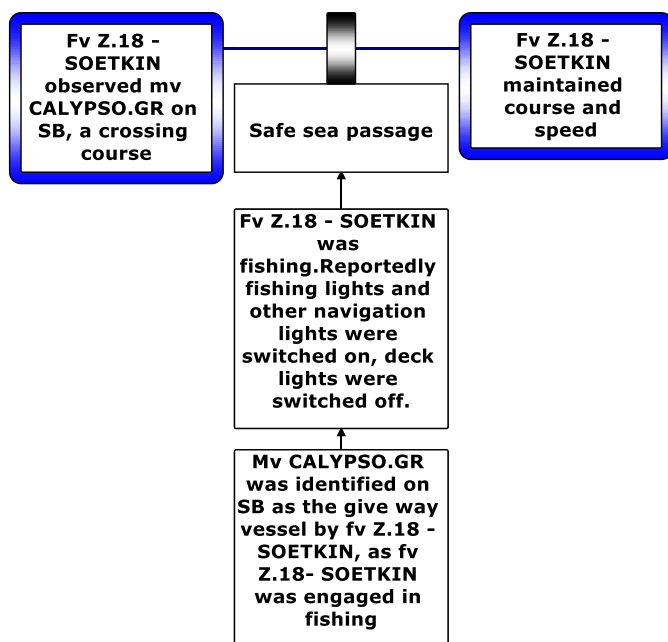 Fv Z.18 -
SOETKIN
observed mv
CALYPSO.GR on
SB, a crossing
course
Fv Z.18 -
SOETKIN
maintained
course and
speed
Safe sea passage
Fv Z.18 - SOETKIN
was
fishing.Reportedly
fishing lights and
other navigation
lights were
switched on, deck
lights were
switched off.
Mv CALYPSO.GR
was identified on
SB as the give way
vessel by fv Z.18 -
SOETKIN, as fv
Z.18- SOETKIN
was engaged in
fishing